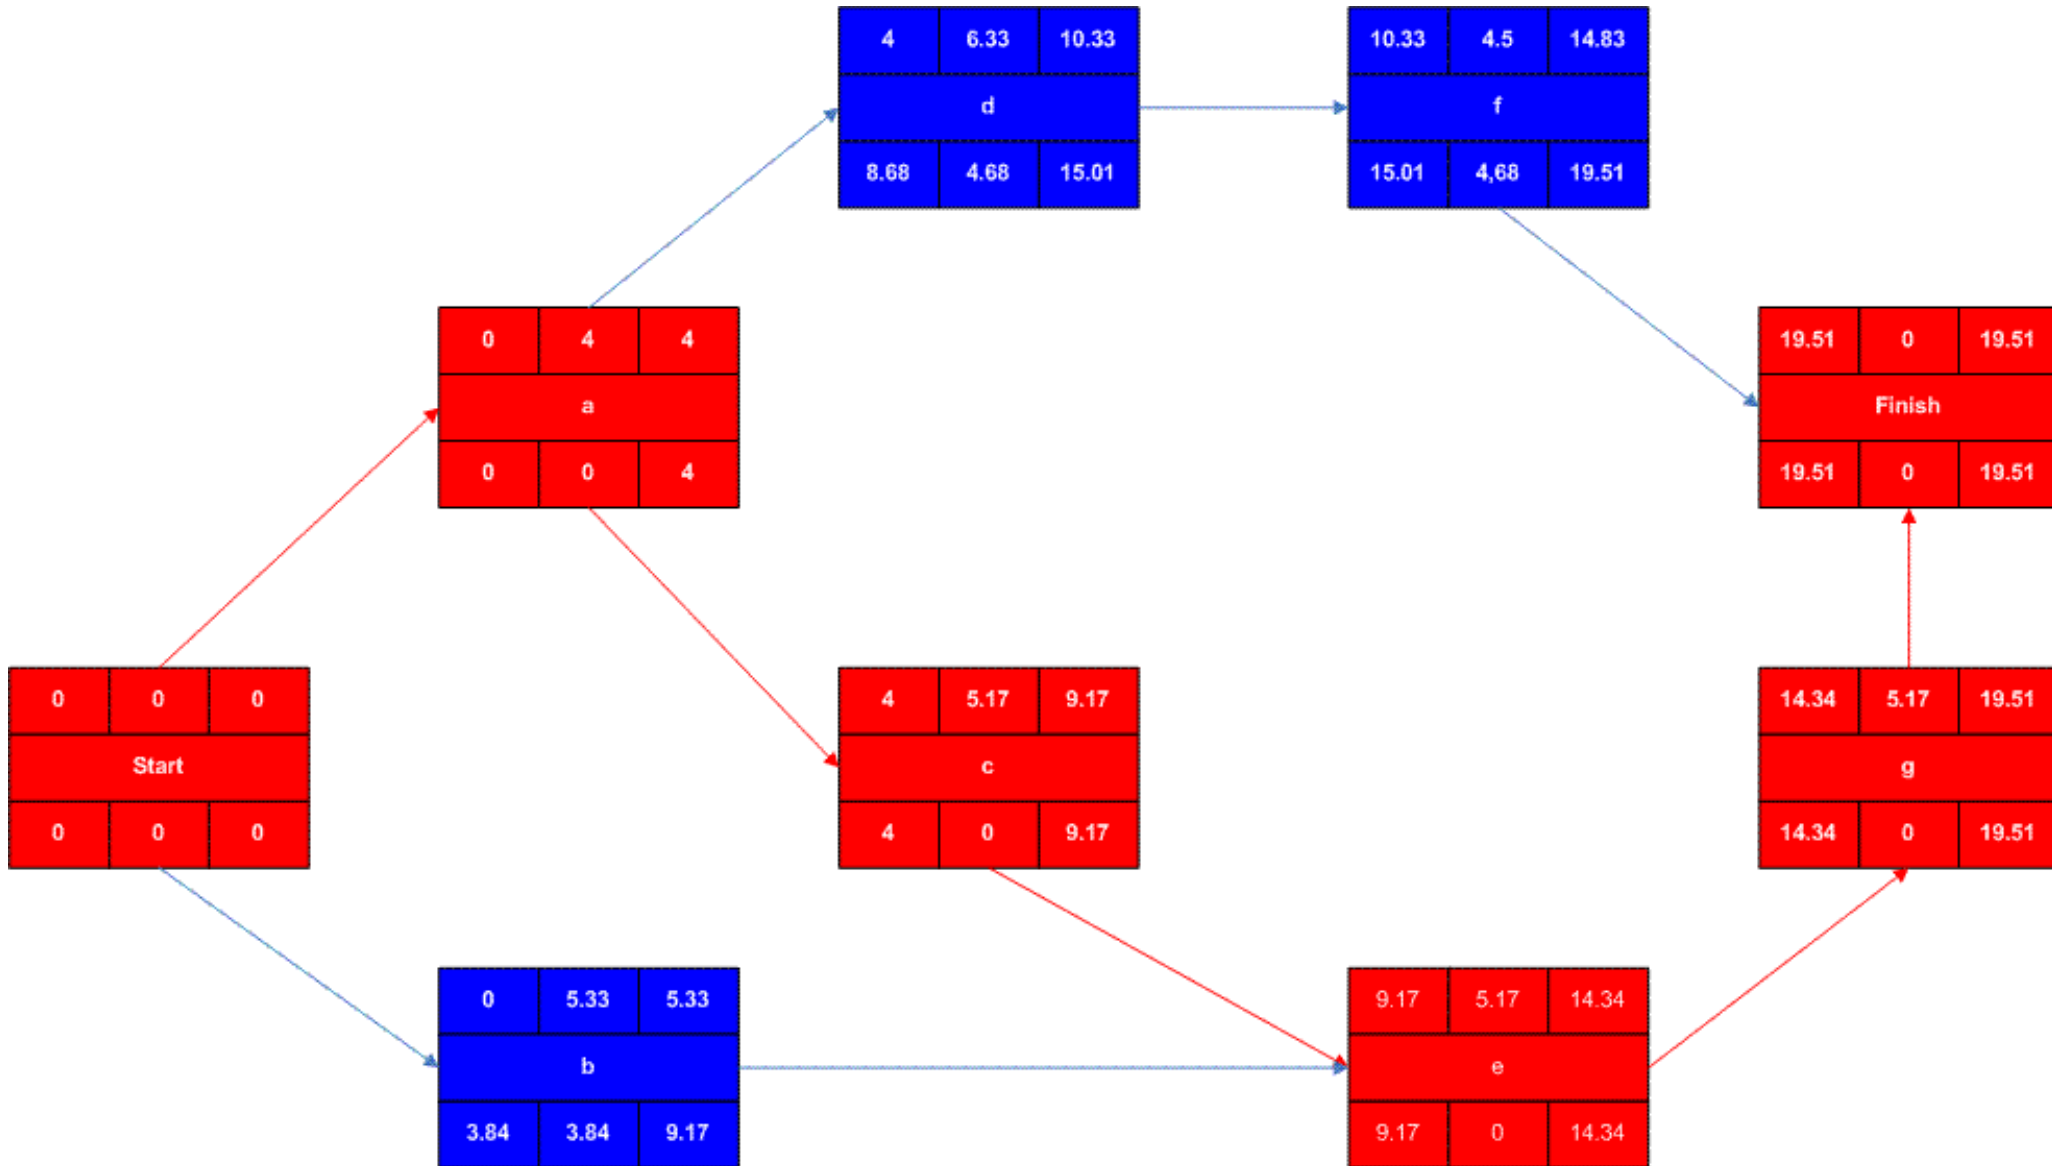 4 6.33 10.33
d
8.68 4.68 15.01
10.33 4.5 14.83
f
15.01 4,68 19.51
0 4 4
a
0 0 4
19.51 0 19.51
Finish
19.51 0 19.51
0 0 0
Start
0 0 0
4 5.17 9.17
c
4 0 9.17
14.34 5.17 19.51
g
14.34 0 19.51
0 5.33 5.33
b
3.84 3.84 9.17
9.17 5.17 14.34
e
9.17 0 14.34